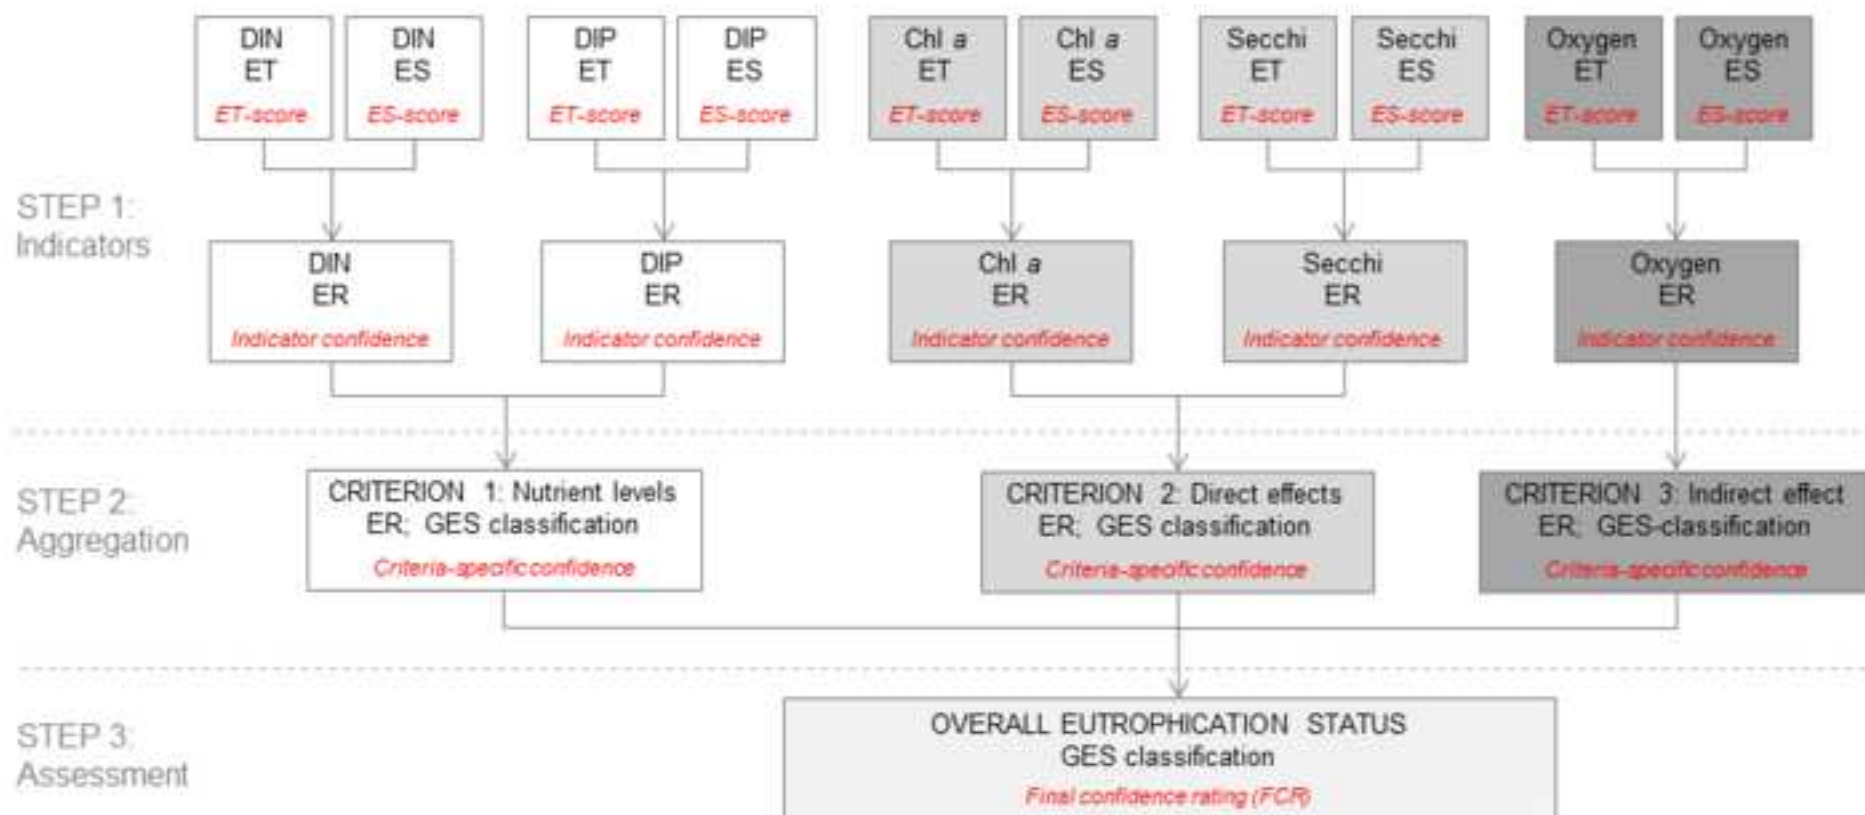 DIN
ET
ET-score
DIN
ES
ES-score
DIP
ET
ET-score
DIP
ES
ES-score
Chl a
ET
ET-score
Chl a
ES
ES-score
Secchi
ET
ET-score
Secchi
ES
ES-score
Oxygen
ET
ET-score
Oxygen
ES
ES-score
STEP 1:
Indicators
DIN
ER
Indicator confidence
DIP
ER
Indicator confidence
Chl a
ER
Indicator confidence
Secchi
ER
Indicator confidence
Oxygen
ER
Indicator confidence
STEP 2:
Aggregation
CRITERION 1: Nutrient levels
ER; GES classification
Criteria-specific confidence
CRITERION 2: Direct effects
ER; GES classification
Criteria-specific confidence
CRITERION 3: Indirect effect
ER; GES-classification
Criteria-specific confidence
STEP 3:
Assessment
OVERALL EUTROPHICATION STATUS
GES classification
Final confidence rating (FCR)